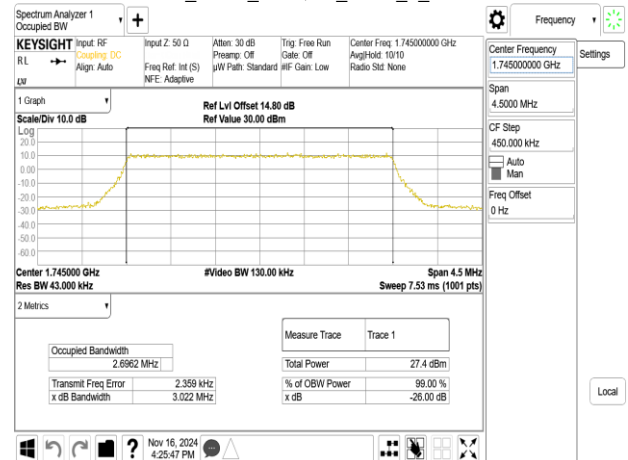 Spectrum Analyzer 1
Occupied BW
Frequency
KEYSIGHT
RL
Input: RF
Coupling: DC
Align: Auto
Input Z: 50 Ω
Freq Ref: Int (S)
NFE: Adaptive
Atten: 30 dB
Preamp: Off
µW Path: Standard
Trig: Free Run
Gate: Off
#IF Gain: Low
Center Freq: 1.745000000 GHz
Avg|Hold: 10/10
Radio Std: None
Center Frequency
1.745000000 GHz
Settings
Span
4.5000 MHz
CF Step
450.000 kHz
Auto
Man
Freq Offset
0 Hz
Local
1 Graph
Scale/Div 10.0 dB
Ref Lvl Offset 14.80 dB
Ref Value 30.00 dBm
Log
20.0
10.0
0.00
-10.0
-20.0
-30.0
-40.0
-50.0
-60.0
Center 1.745000 GHz
#Video BW 130.00 kHz
Span 4.5 MHz
Res BW 43.000 kHz
Sweep 7.53 ms (1001 pts)
2 Metrics
Measure Trace Trace 1
Occupied Bandwidth
2.6962 MHz
Total Power 27.4 dBm
Transmit Freq Error 2.359 kHz
% of OBW Power 99.00 %
x dB Bandwidth 3.022 MHz
x dB -26.00 dB
Nov 16, 2024
4:25:47 PM